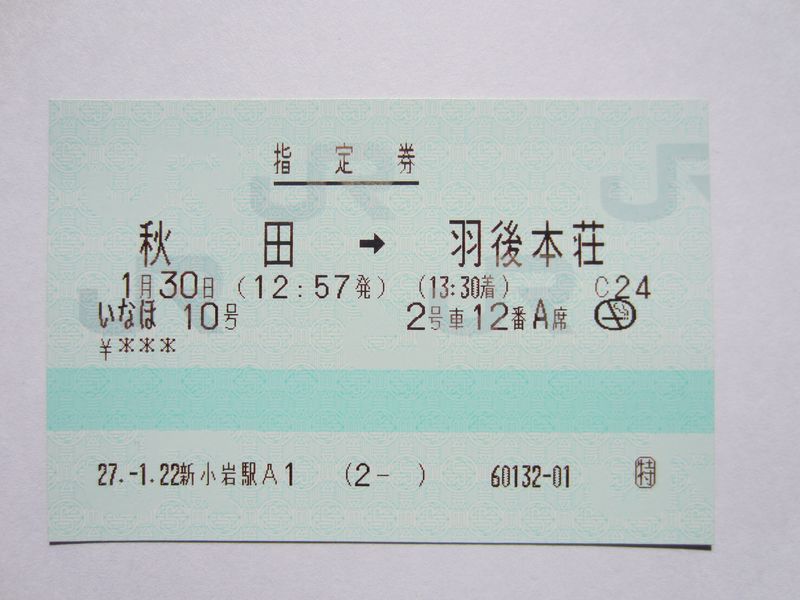 指定券
秋田 → 羽後本荘
1月30日 (12:57発) (13:30着) C24
いなほ 10号 2号車12番A席
￥***
27.-1.22新小岩駅A1 (2- ) 60132-01 特